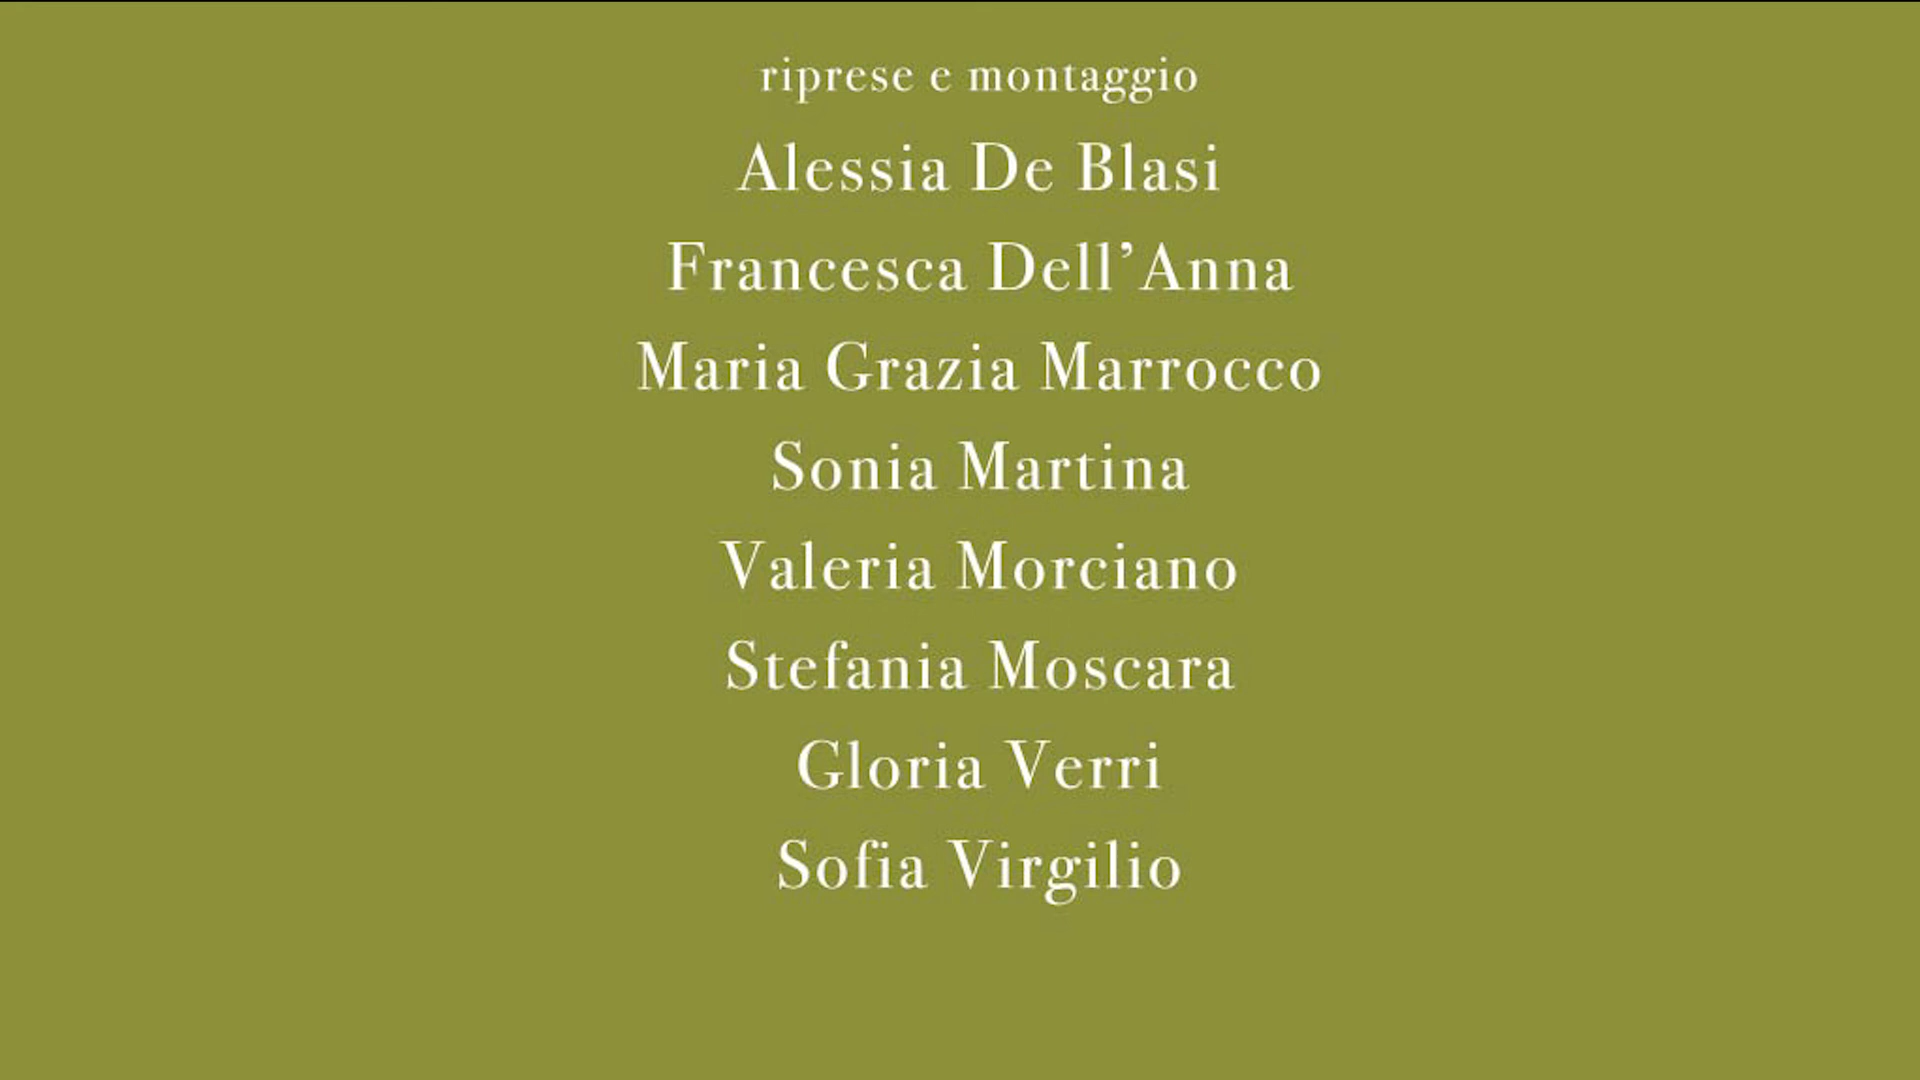 riprese e montaggio
Alessia De Blasi
Francesca Dell’Anna
Maria Grazia Marrocco
Sonia Martina
Valeria Morciano
Stefania Moscara
Gloria Verri
Sofia Virgilio